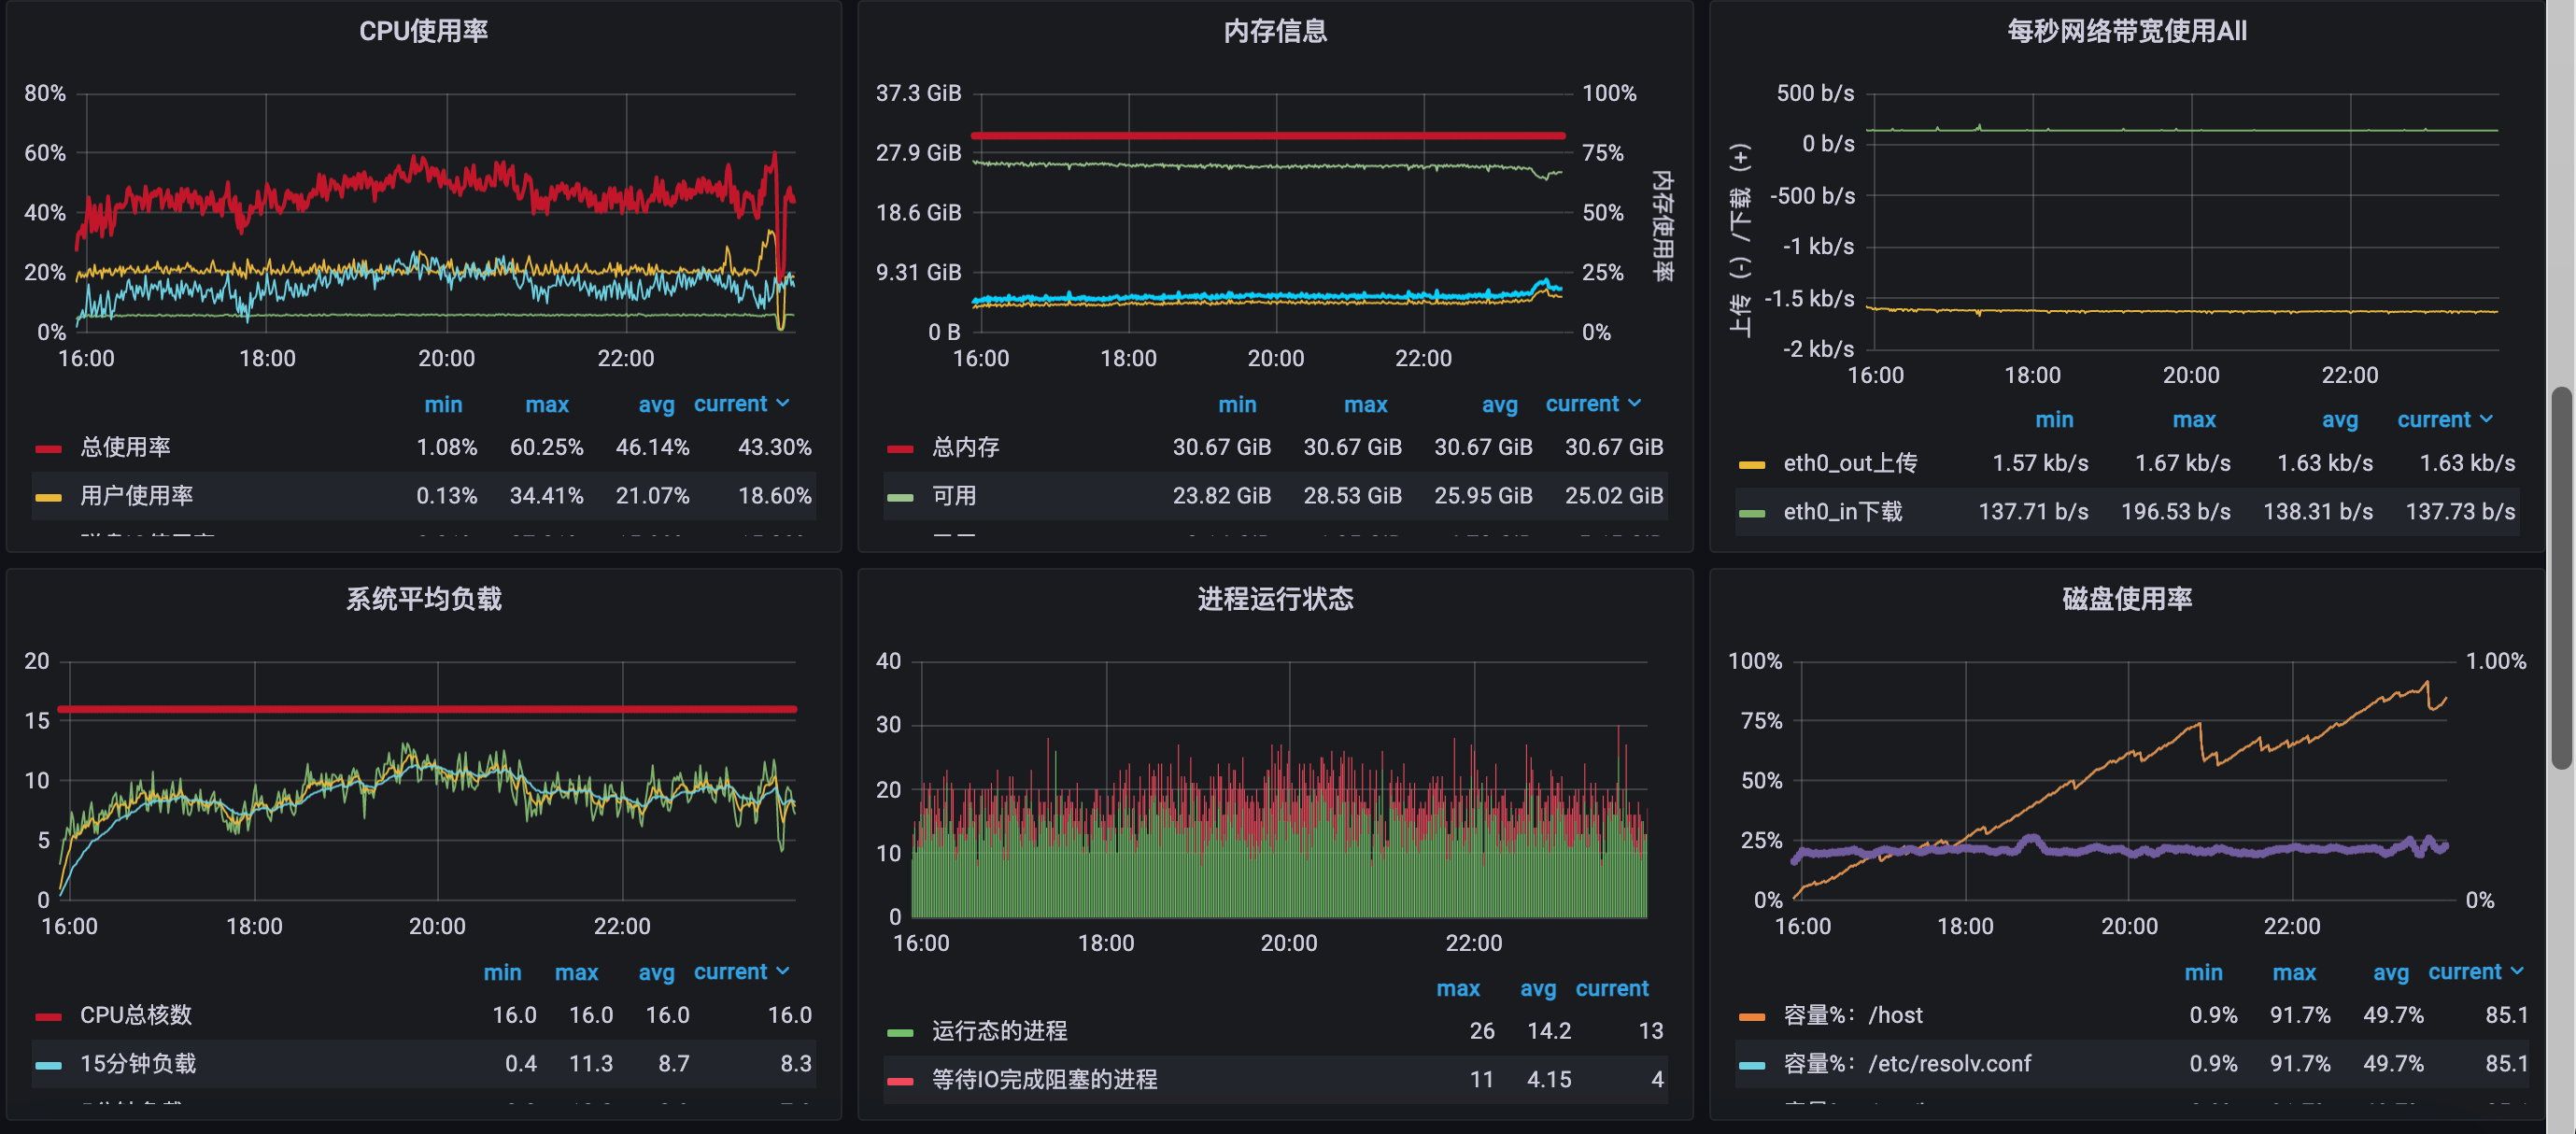 CPU使用率
80%
60%
40%
20%
0%
16:00 18:00 20:00 22:00
min max avg current
总使用率 1.08% 60.25% 46.14% 43.30%
用户使用率 0.13% 34.41% 21.07% 18.60%
内存信息
37.3 GiB 100%
27.9 GiB 75%
18.6 GiB 50%
9.31 GiB 25%
0 B 0%
内存使用率
16:00 18:00 20:00 22:00
min max avg current
总内存 30.67 GiB 30.67 GiB 30.67 GiB 30.67 GiB
可用 23.82 GiB 28.53 GiB 25.95 GiB 25.02 GiB
每秒网络带宽使用All
500 b/s
0 b/s
-500 b/s
-1 kb/s
-1.5 kb/s
-2 kb/s
上传（-）/下载（+）
16:00 18:00 20:00 22:00
min max avg current
eth0_out上传 1.57 kb/s 1.67 kb/s 1.63 kb/s 1.63 kb/s
eth0_in下载 137.71 b/s 196.53 b/s 138.31 b/s 137.73 b/s
系统平均负载
20
15
10
5
0
16:00 18:00 20:00 22:00
min max avg current
CPU总核数 16.0 16.0 16.0 16.0
15分钟负载 0.4 11.3 8.7 8.3
进程运行状态
40
30
20
10
0
16:00 18:00 20:00 22:00
max avg current
运行态的进程 26 14.2 13
等待IO完成阻塞的进程 11 4.15 4
磁盘使用率
100% 1.00%
75%
50%
25%
0% 0%
16:00 18:00 20:00 22:00
min max avg current
容量%：/host 0.9% 91.7% 49.7% 85.1
容量%：/etc/resolv.conf 0.9% 91.7% 49.7% 85.1